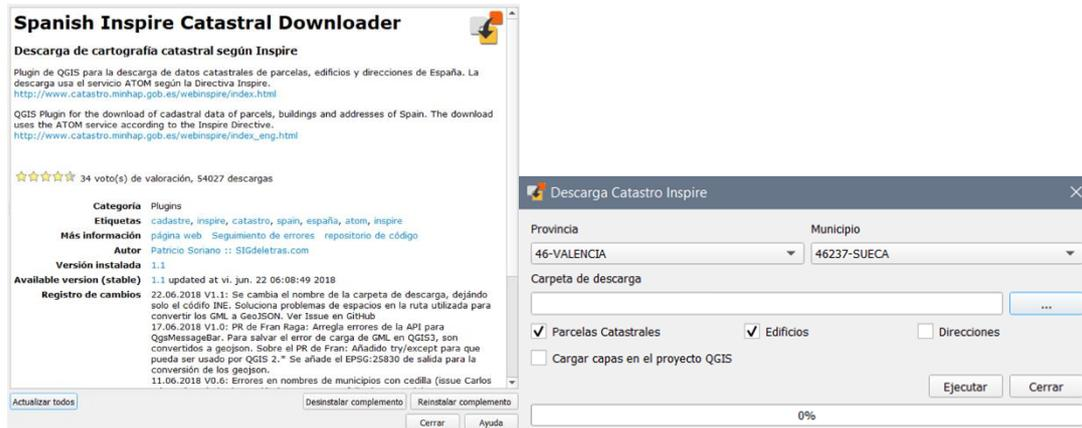 Spanish Inspire Catastral Downloader
Descarga de cartografía catastral según Inspire
Plugin de QGIS para la descarga de datos catastrales de parcelas, edificios y direcciones de España. La
descarga usa el servicio ATOM según la Directiva Inspire.
http://www.catastro.minhap.gob.es/webinspire/index.html
QGIS Plugin for the download of cadastral data of parcels, buildings and addresses of Spain. The download
uses the ATOM service according to the Inspire Directive.
http://www.catastro.minhap.gob.es/webinspire/index_eng.html
34 voto(s) de valoración, 54027 descargas
Categoría Plugins
Etiquetas cadastre, inspire, catastro, spain, españa, atom, inspire
Más información página web Seguimiento de errores repositorio de código
Autor Patricio Soriano :: SIGdeletras.com
Versión instalada 1.1
Available version (stable) 1.1 updated at vi. jun. 22 06:08:49 2018
Registro de cambios 22.06.2018 V1.1: Se cambia el nombre de la carpeta de descarga, dejándo
solo el códifo INE. Soluciona problemas de espacios en la ruta utilizada para
convertir los GML a GeoJSON. Ver Issue en GitHub
17.06.2018 V1.0: PR de Fran Raga: Arregla errores de la API para
QgsMessageBar. Para salvar el error de carga de GML en QGIS3, son
convertidos a geojson. Sobre el PR de Fran: Añadido try/except para que
pueda ser usado por QGIS 2.* Se añade el EPSG:25830 de salida para la
conversión de los geojson.
11.06.2018 V0.6: Errores en nombres de municipios con cedilla (issue Carlos
Actualizar todos
Desinstalar complemento
Reinstalar complemento
Cerrar
Ayuda
Descarga Catastro Inspire
Provincia
Municipio
46-VALENCIA
46237-SUECA
Carpeta de descarga
...
Parcelas Catastrales
Edificios
Direcciones
Cargar capas en el proyecto QGIS
Ejecutar
Cerrar
0%